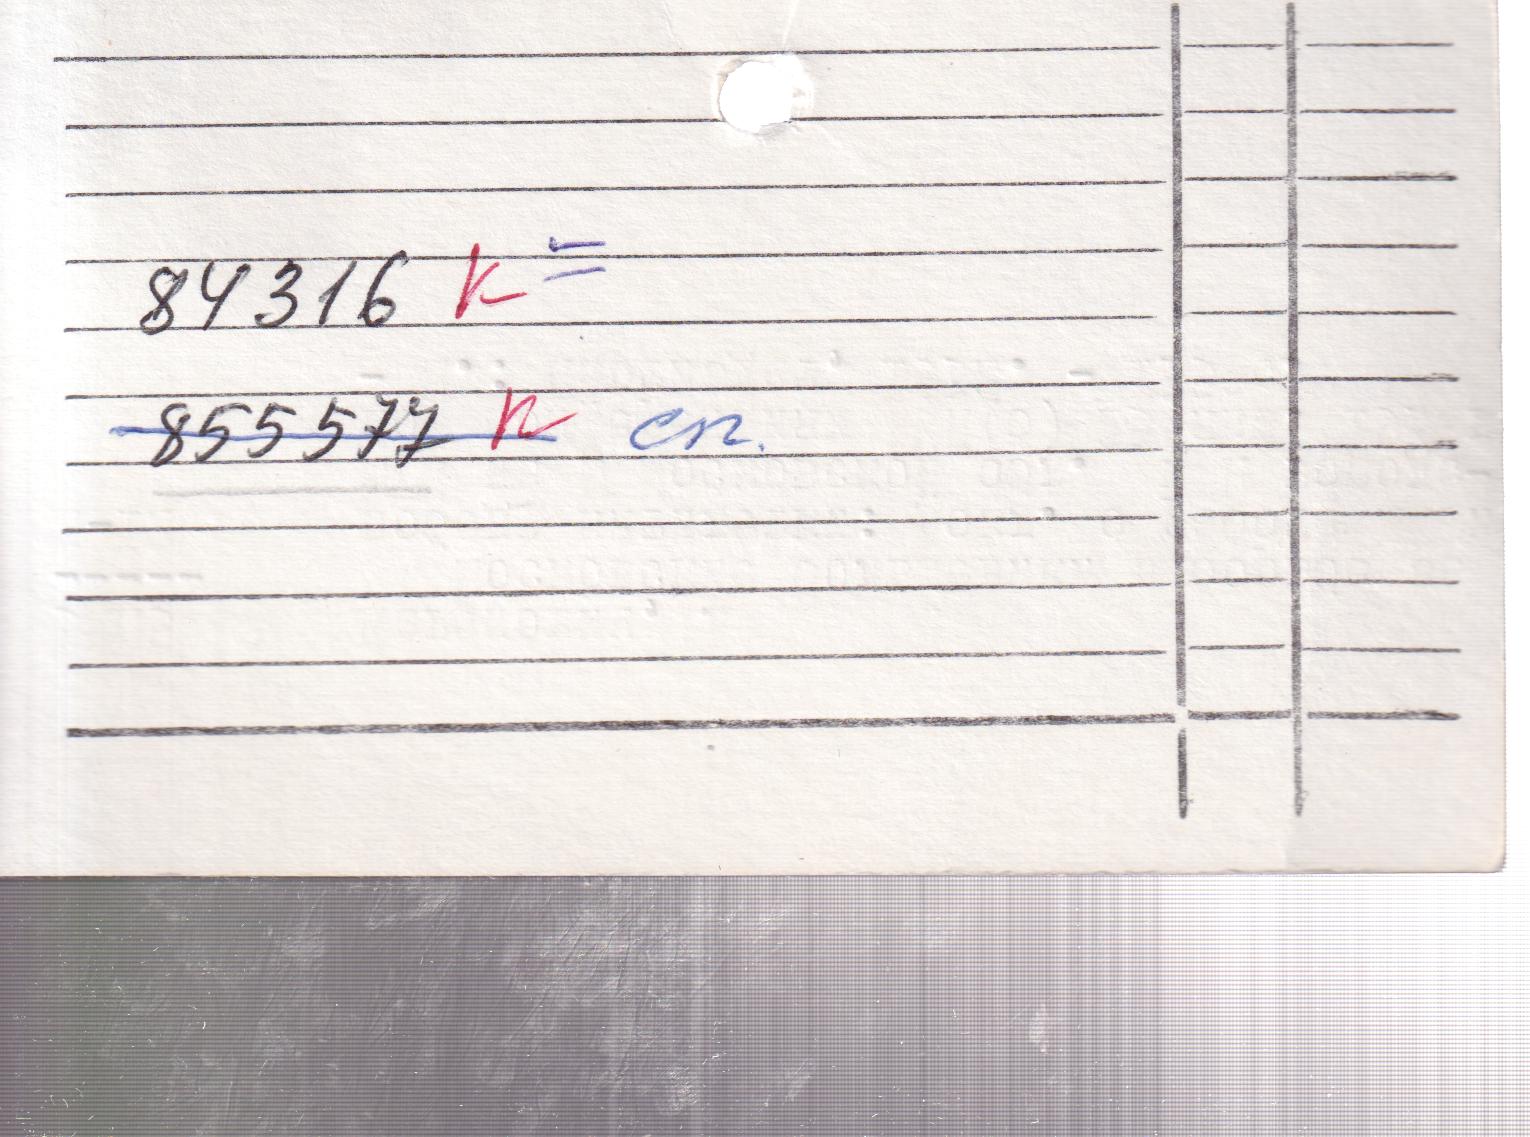 84316 к =
855577 к сп.